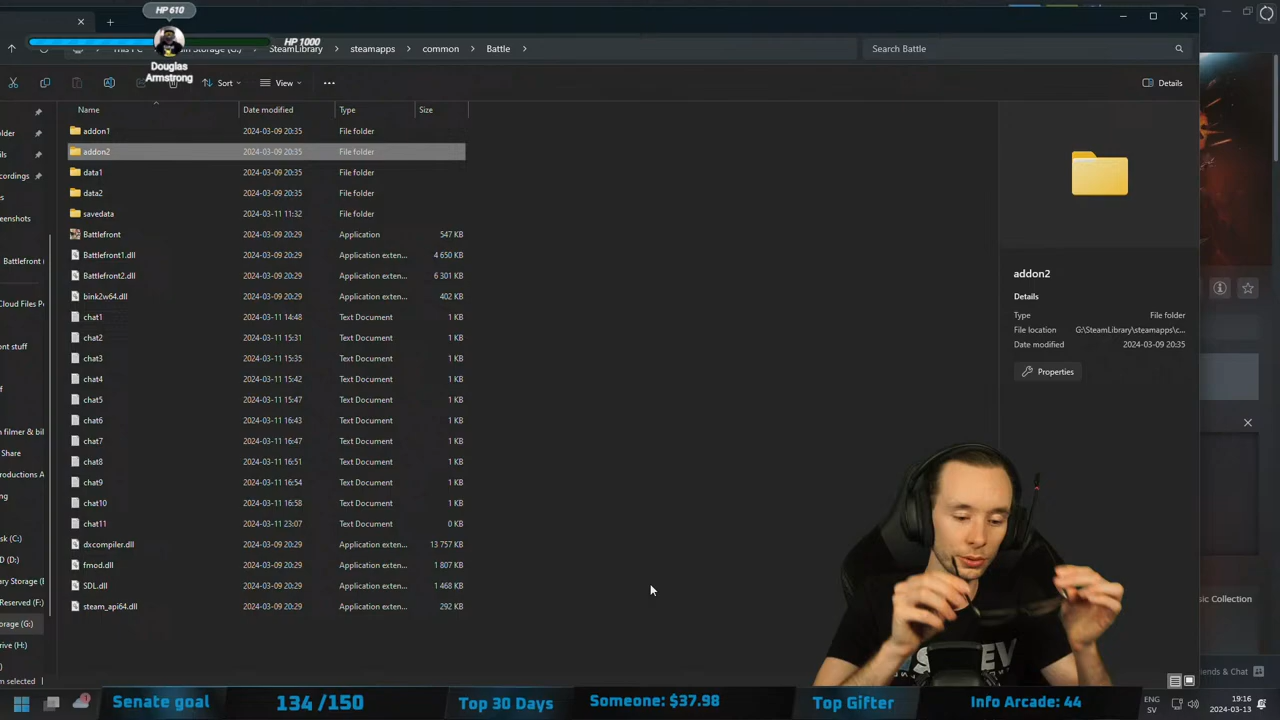 HP 610
HP 1000
Douglas
Armstrong
SteamLibrary
steamapps
common
Battle
Search Battle
Sort
View
Details
Name
Date modified
Type
Size
addon1 2024-03-09 20:35 File folder
addon2 2024-03-09 20:35 File folder
data1 2024-03-09 20:35 File folder
data2 2024-03-09 20:35 File folder
savedata 2024-03-11 11:32 File folder
Battlefront 2024-03-09 20:29 Application 547 KB
Battlefront1.dll 2024-03-09 20:29 Application exten... 4 650 KB
Battlefront2.dll 2024-03-09 20:29 Application exten... 6 301 KB
bink2w64.dll 2024-03-09 20:29 Application exten... 402 KB
chat1 2024-03-11 14:48 Text Document 1 KB
chat2 2024-03-11 15:31 Text Document 1 KB
chat3 2024-03-11 15:35 Text Document 1 KB
chat4 2024-03-11 15:42 Text Document 1 KB
chat5 2024-03-11 15:47 Text Document 1 KB
chat6 2024-03-11 16:43 Text Document 1 KB
chat7 2024-03-11 16:47 Text Document 1 KB
chat8 2024-03-11 16:51 Text Document 1 KB
chat9 2024-03-11 16:54 Text Document 1 KB
chat10 2024-03-11 16:58 Text Document 1 KB
chat11 2024-03-11 23:07 Text Document 0 KB
dxcompiler.dll 2024-03-09 20:29 Application exten... 13 757 KB
fmod.dll 2024-03-09 20:29 Application exten... 1 807 KB
SDL.dll 2024-03-09 20:29 Application exten... 1 468 KB
steam_api64.dll 2024-03-09 20:29 Application exten... 292 KB
addon2
Details
Type File folder
File location G:\SteamLibrary\steamapps\c...
Date modified 2024-03-09 20:35
Properties
Battlefront
Cloud Files
Share
(D:)
Reserved (F:)
(G:)
(H:)
selected
Collection
& Chat
Senate goal
134 /150
Top 30 Days
Someone: $37.98
Top Gifter
Info Arcade: 44
ENG
SV
19:16
2024-03-13